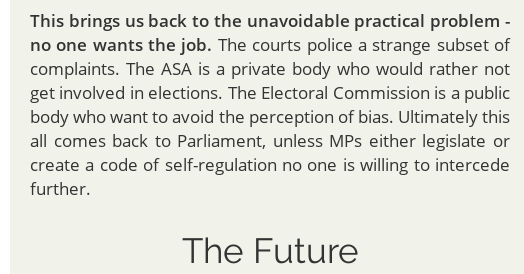 This brings us back to the unavoidable practical problem -
no one wants the job. The courts police a strange subset of
complaints. The ASA is a private body who would rather not
get involved in elections. The Electoral Commission is a public
body who want to avoid the perception of bias. Ultimately this
all comes back to Parliament, unless MPs either legislate or
create a code of self-regulation no one is willing to intercede
further.
The Future